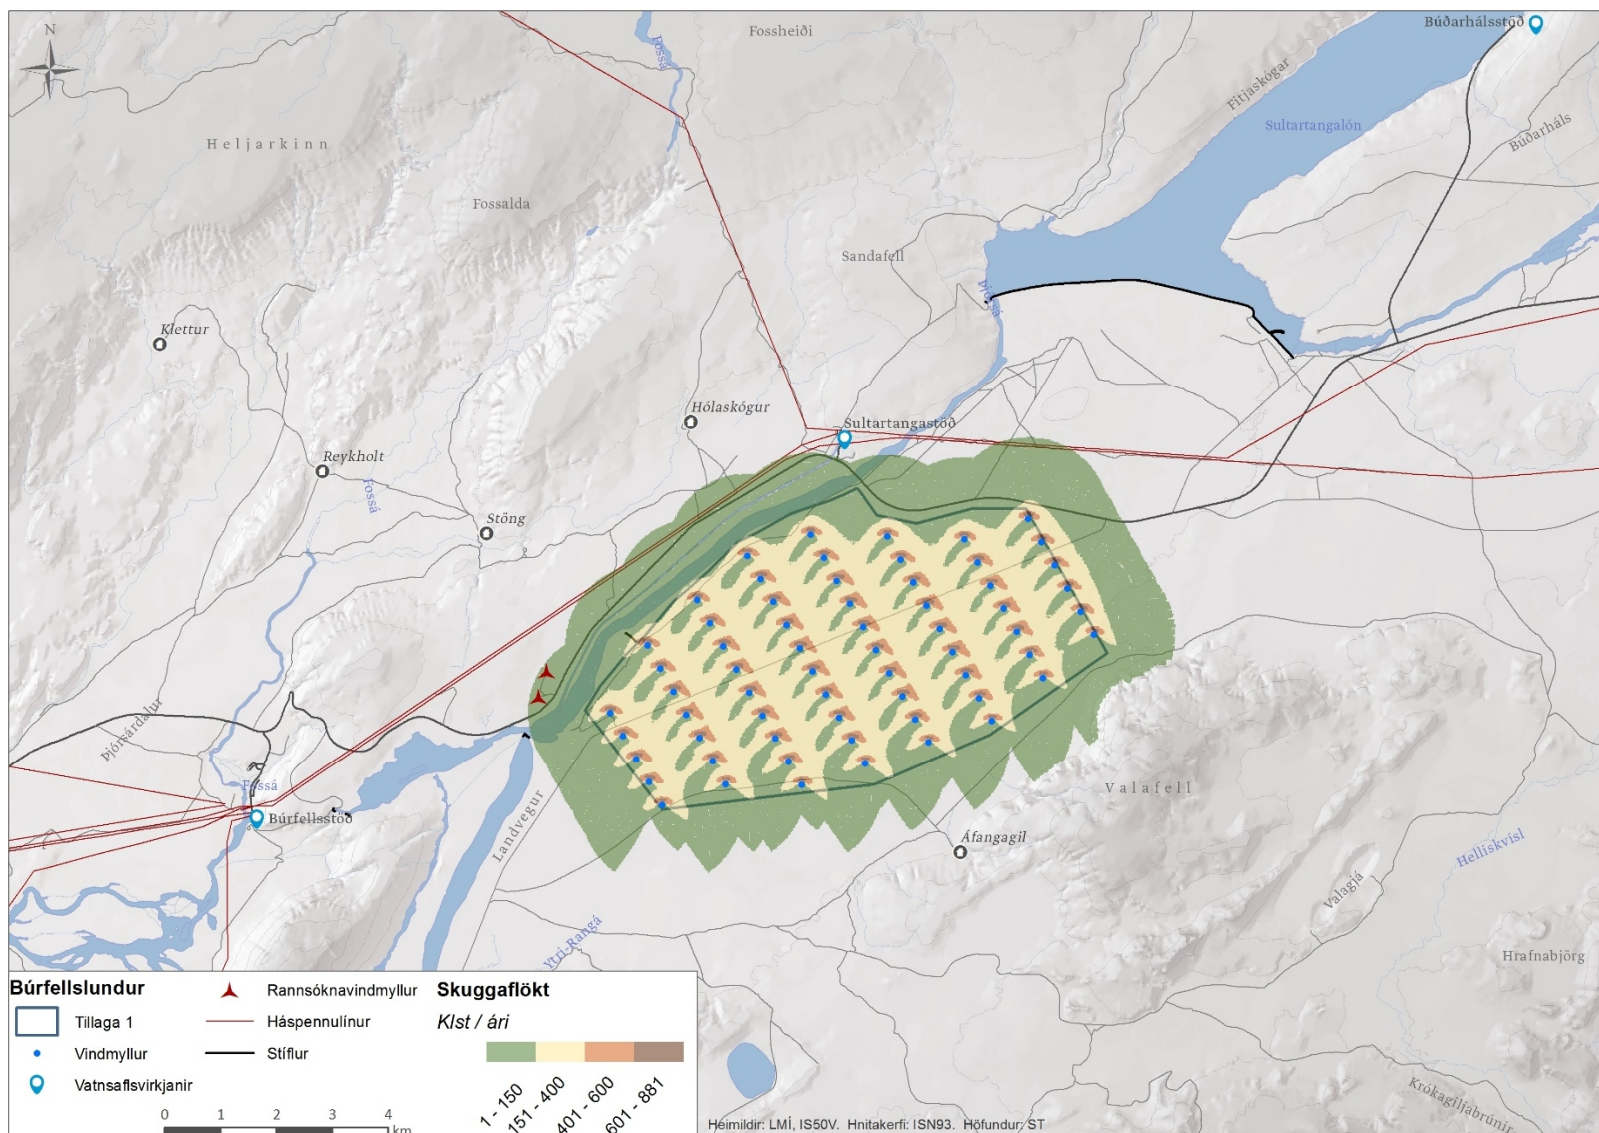 N
Fossheiði
Búðarhálsstöð
Fossá
Fitjaskógar
Sultartangalón
Búðarháls
Heljarkinn
Fossalda
Sandafell
Þjórsá
Klettur
Hólaskógur
Sultartangastöð
Reykholt
Fossá
Stöng
Þjórsárdalur
Fossá
Búrfellsstöð
Landvegur
Valafell
Áfangagil
Helliskvísl
Valagjá
Ytri-Rangá
Hrafnabjörg
Krókagiljabrúnir
Búrfellslundur
Tillaga 1
Vindmyllur
Vatnsaflsvirkjanir
Rannsóknavindmyllur
Háspennulínur
Stíflur
Skuggaflökt
Klst / ári
1 - 150
151 - 400
401 - 600
601 - 881
0 1 2 3 4
km
Heimildir: LMÍ, IS50V. Hnitakerfi: ISN93. Höfundur: ST